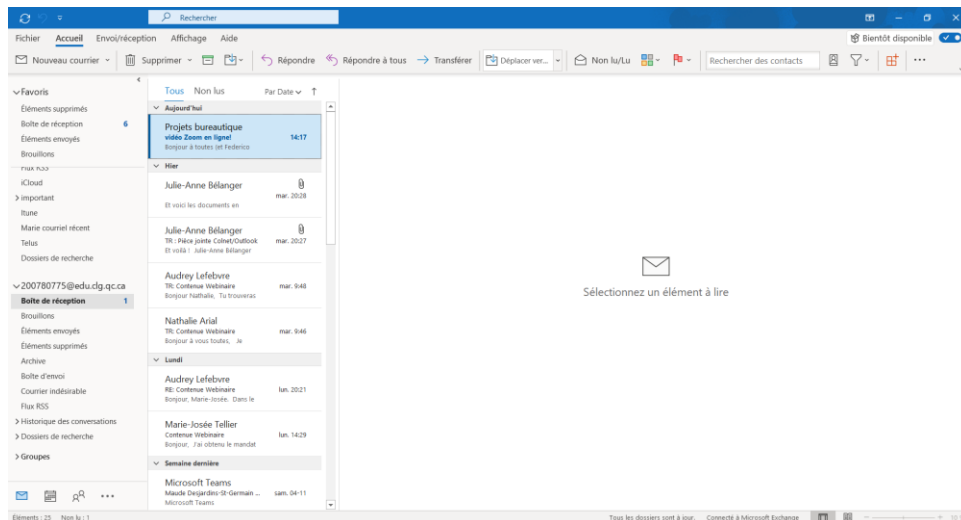 Rechercher
Fichier Accueil Envoi/réception Affichage Aide
Bientôt disponible
Nouveau courrier Supprimer Répondre Répondre à tous Transférer Déplacer ver... Non lu/Lu Rechercher des contacts ...
Favoris
Éléments supprimés
Boîte de réception 6
Éléments envoyés
Brouillons
Flux RSS
iCloud
important
Itune
Marie courriel récent
Telus
Dossiers de recherche
200780775@edu.clg.qc.ca
Boîte de réception 1
Brouillons
Éléments envoyés
Éléments supprimés
Archive
Boîte d'envoi
Courrier indésirable
Flux RSS
Historique des conversations
Dossiers de recherche
Groupes
Tous Non lus Par Date
Aujourd'hui
Projets bureautique
vidéo Zoom en ligne! 14:17
Bonjour à toutes (et Federico
Hier
Julie-Anne Bélanger
mar. 20:28
Et voici les documents en
Julie-Anne Bélanger
TR : Pièce jointe Colnet/Outlook mar. 20:27
Et voilà ! Julie-Anne Bélanger
Audrey Lefebvre
TR: Contenue Webinaire mar. 9:48
Bonjour Nathalie, Tu trouveras
Nathalie Arial
TR: Contenue Webinaire mar. 9:46
Bonjour à vous toutes, Je
Lundi
Audrey Lefebvre
RE: Contenue Webinaire lun. 20:21
Bonjour, Marie-Josée. Dans le
Marie-Josée Tellier
Contenue Webinaire lun. 14:29
Bonjour, J'ai obtenu le mandat
Semaine dernière
Microsoft Teams
Maude Desjardins-St-Germain ... sam. 04-11
Microsoft Teams
Sélectionnez un élément à lire
Éléments : 25 Non lu : 1 Tous les dossiers sont à jour. Connecté à Microsoft Exchange